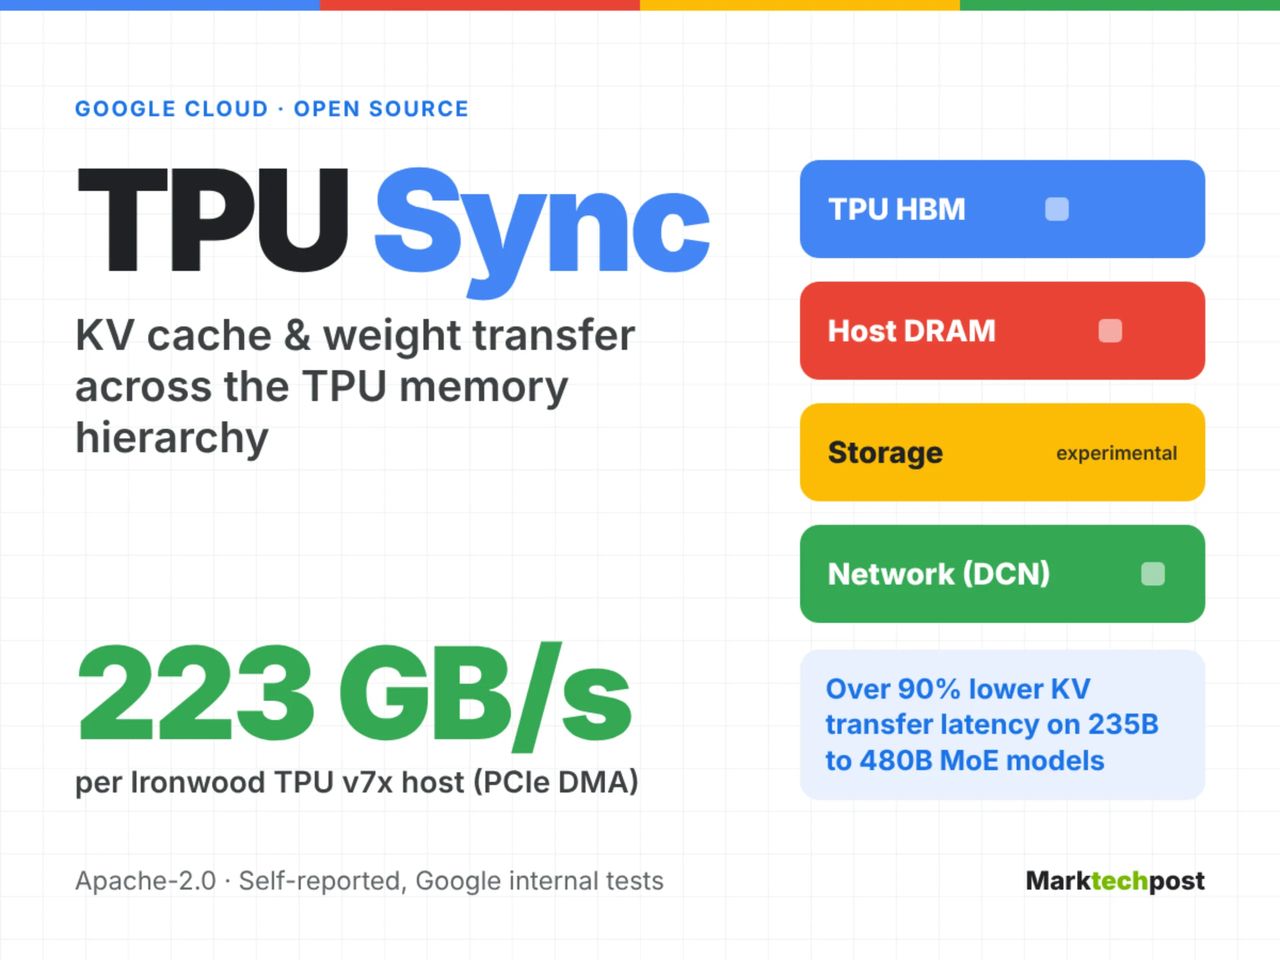 GOOGLE CLOUD · OPEN SOURCE
TPU Sync
KV cache & weight transfer
across the TPU memory
hierarchy
223 GB/s
per Ironwood TPU v7x host (PCIe DMA)
TPU HBM
Host DRAM
Storage experimental
Network (DCN)
Over 90% lower KV
transfer latency on 235B
to 480B MoE models
Apache-2.0 · Self-reported, Google internal tests
Marktechpost